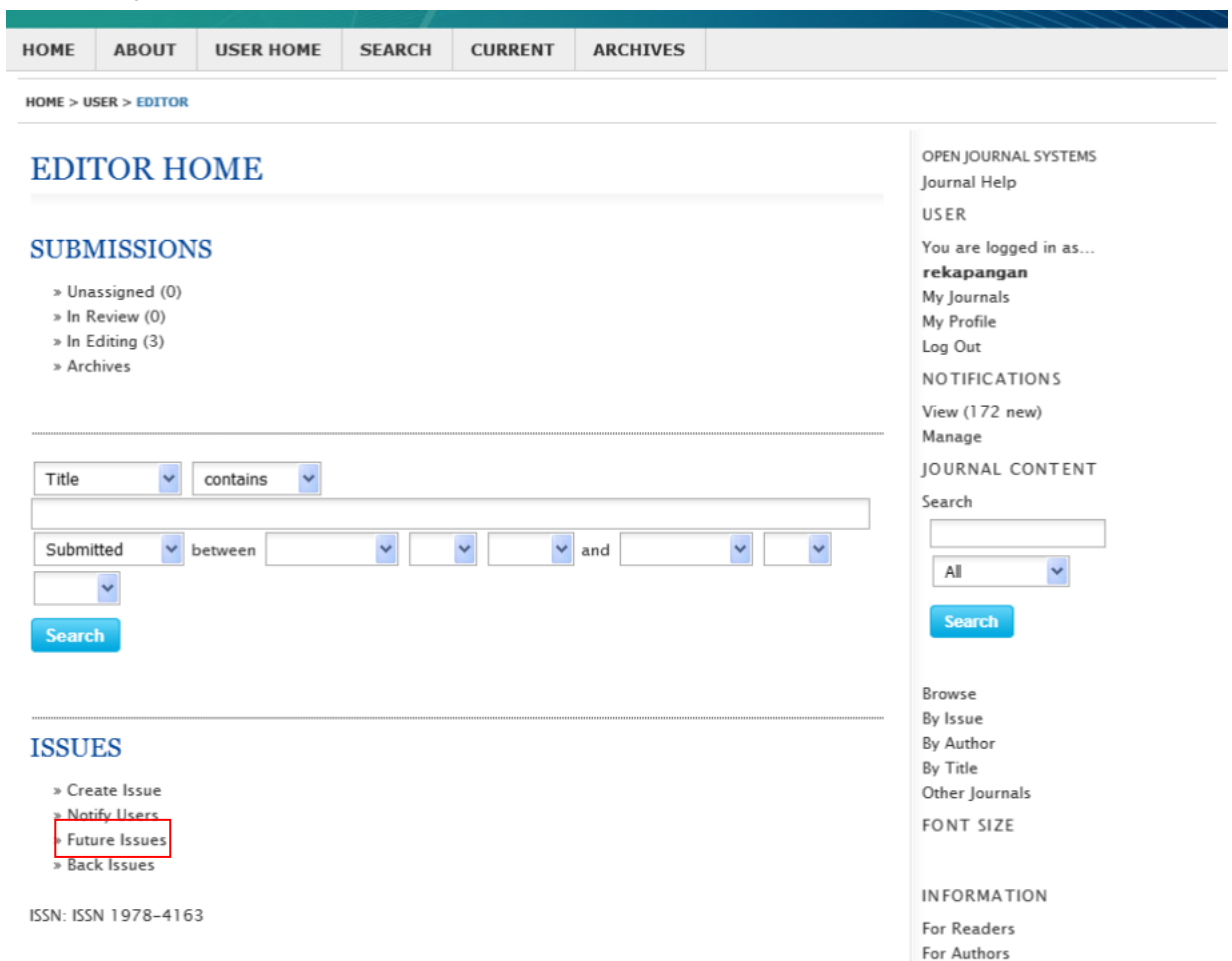 HOME ABOUT USER HOME SEARCH CURRENT ARCHIVES
HOME > USER > EDITOR
EDITOR HOME
SUBMISSIONS
» Unassigned (0)
» In Review (0)
» In Editing (3)
» Archives
Title contains
Submitted between and
Search
ISSUES
» Create Issue
» Notify Users
» Future Issues
» Back Issues
ISSN: ISSN 1978-4163
OPEN JOURNAL SYSTEMS
Journal Help
USER
You are logged in as...
rekapangan
My Journals
My Profile
Log Out
NOTIFICATIONS
View (172 new)
Manage
JOURNAL CONTENT
Search
All
Search
Browse
By Issue
By Author
By Title
Other Journals
FONT SIZE
INFORMATION
For Readers
For Authors